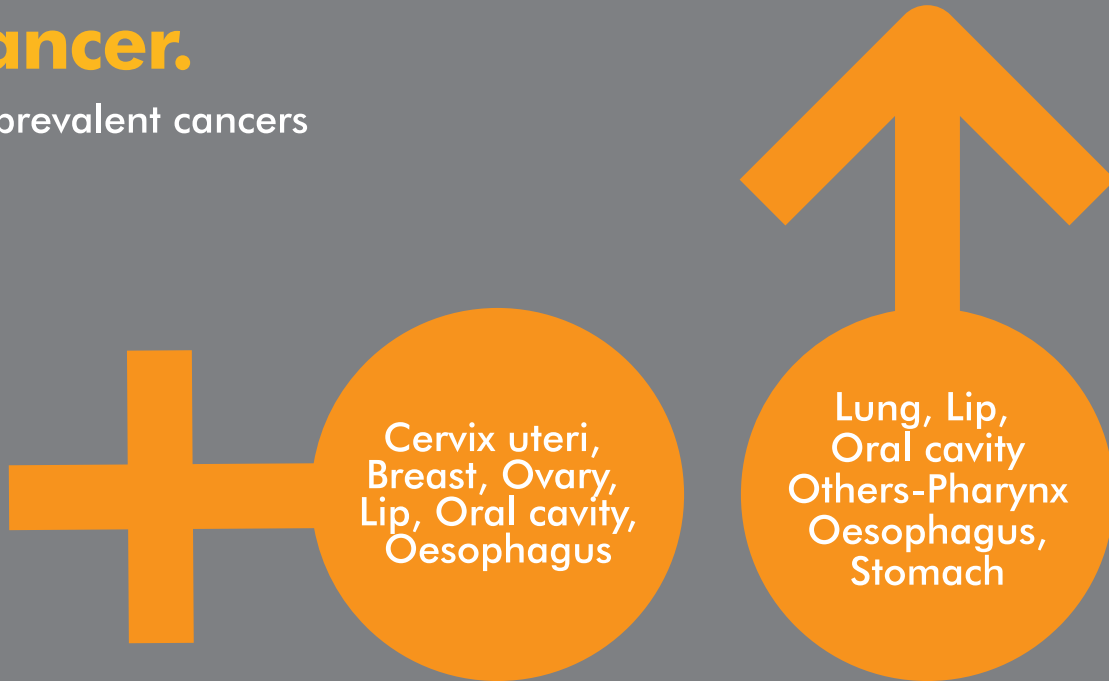 ancer.
prevalent cancers
Cervix uteri,
Breast, Ovary,
Lip, Oral cavity,
Oesophagus
Lung, Lip,
Oral cavity
Others-Pharynx
Oesophagus,
Stomach